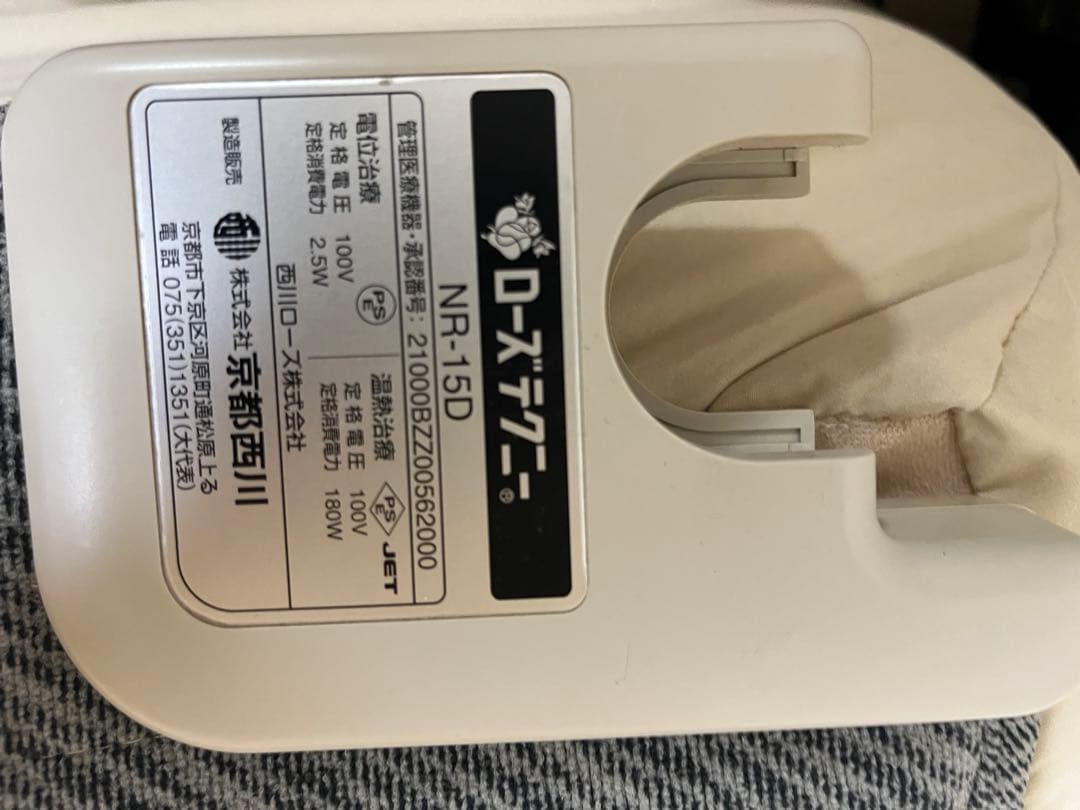 ローズテクニー®
NR-15D
管理医療機器・承認番号：21000BZZ00562000
電位治療
PSE
定格電圧 100V
定格消費電力 2.5W
温熱治療
PSE JET
定格電圧 100V
定格消費電力 180W
西川ローズ株式会社
製造販売 西川 株式会社 京都西川
京都市下京区河原町通松原上る
電話 075(351)1351(大代表)